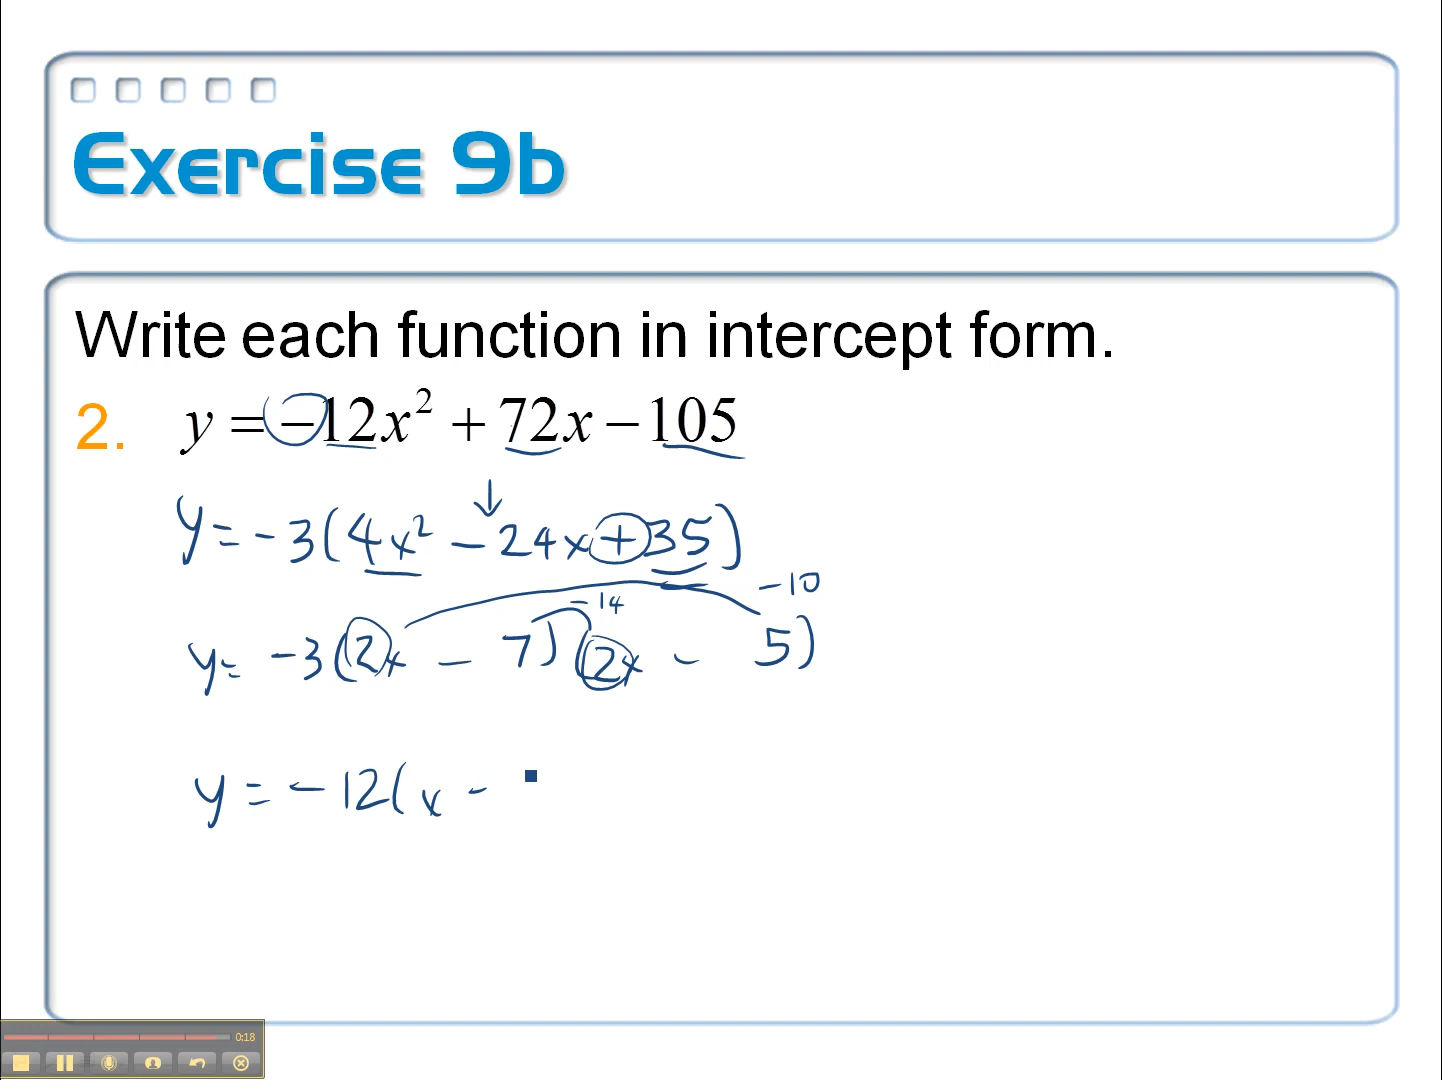 Exercise 9b
Write each function in intercept form.
2. y = −12x² + 72x − 105
y = -3(4x² - 24x + 35)
-14 -10
y = -3(2x - 7)(2x - 5)
y = -12(x -
0:18